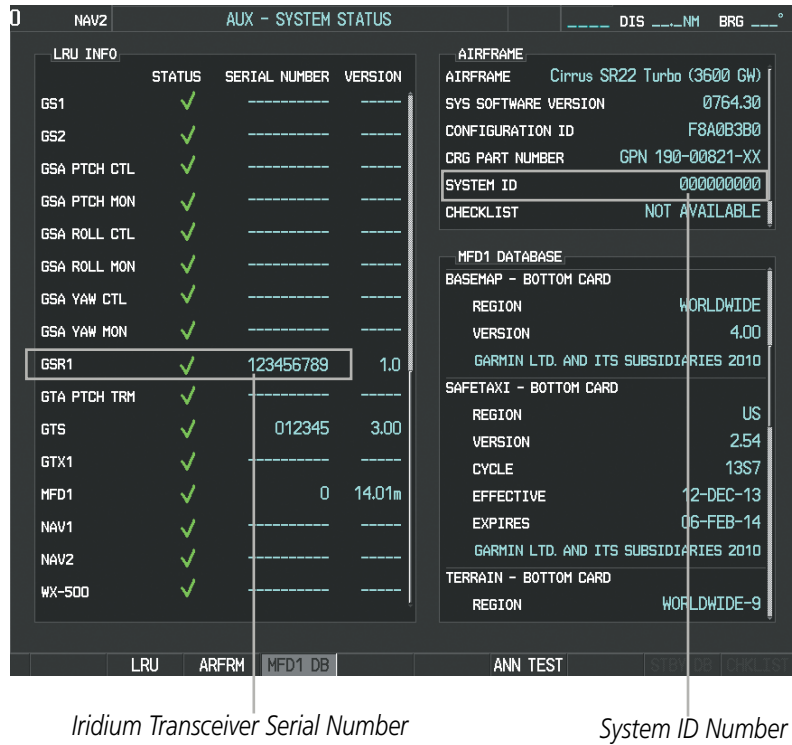 0 NAV2 AUX - SYSTEM STATUS ____ DIS __._NM BRG ___°
LRU INFO
STATUS SERIAL NUMBER VERSION
GS1 ✓ ---------- -----
GS2 ✓ ---------- -----
GSA PTCH CTL ✓ ---------- -----
GSA PTCH MON ✓ ---------- -----
GSA ROLL CTL ✓ ---------- -----
GSA ROLL MON ✓ ---------- -----
GSA YAW CTL ✓ ---------- -----
GSA YAW MON ✓ ---------- -----
GSR1 ✓ 123456789 1.0
GTA PTCH TRM ✓ ---------- -----
GTS ✓ 012345 3.00
GTX1 ✓ ---------- -----
MFD1 ✓ 0 14.01m
NAV1 ✓ ---------- -----
NAV2 ✓ ---------- -----
WX-500 ✓ ---------- -----
AIRFRAME
AIRFRAME Cirrus SR22 Turbo (3600 GW)
SYS SOFTWARE VERSION 0764.30
CONFIGURATION ID F8A0B3B0
CRG PART NUMBER GPN 190-00821-XX
SYSTEM ID 000000000
CHECKLIST NOT AVAILABLE
MFD1 DATABASE
BASEMAP - BOTTOM CARD
REGION WORLDWIDE
VERSION 4.00
GARMIN LTD. AND ITS SUBSIDIARIES 2010
SAFETAXI - BOTTOM CARD
REGION US
VERSION 2.54
CYCLE 13S7
EFFECTIVE 12-DEC-13
EXPIRES 06-FEB-14
GARMIN LTD. AND ITS SUBSIDIARIES 2010
TERRAIN - BOTTOM CARD
REGION WORLDWIDE-9
LRU ARFRM MFD1 DB ANN TEST STBY DB CHKLIST
Iridium Transceiver Serial Number
System ID Number